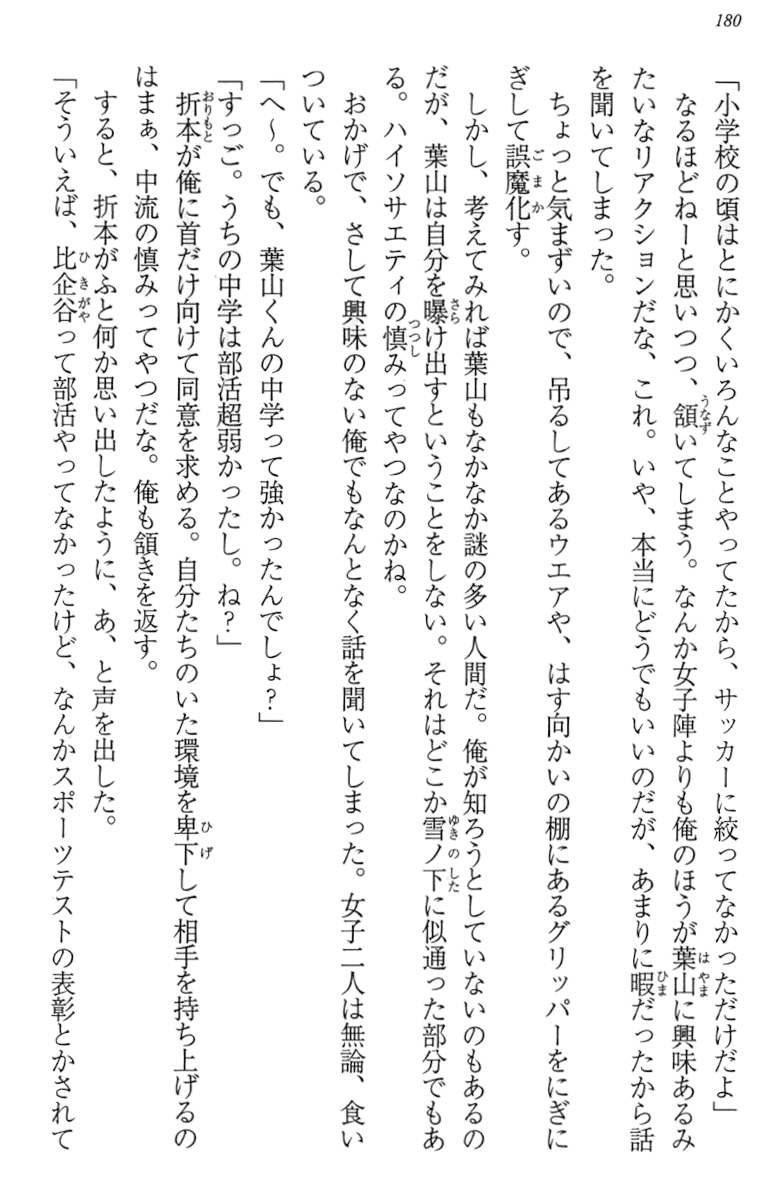 180
「小学校の頃はとにかくいろんなことやってたから、サッカーに絞ってなかっただけだよ」
　なるほどねーと思いつつ、頷いてしまう。なんか女子陣よりも俺のほうが葉山に興味あるみ
たいなリアクションだな、これ。いや、本当にどうでもいいのだが、あまりに暇だったから話
を聞いてしまった。
　ちょっと気まずいので、吊るしてあるウエアや、はす向かいの棚にあるグリッパーをにぎに
ぎして誤魔化す。
　しかし、考えてみれば葉山もなかなか謎の多い人間だ。俺が知ろうとしていないのもあるの
だが、葉山は自分を曝け出すということをしない。それはどこか雪ノ下に似通った部分でもあ
る。ハイソサエティの慎みってやつなのかね。
　おかげで、さして興味のない俺でもなんとなく話を聞いてしまった。女子二人は無論、食い
ついている。
「へ～。でも、葉山くんの中学って強かったんでしょ？」
「すっご。うちの中学は部活超弱かったし。ね？」
　折本が俺に首だけ向けて同意を求める。自分たちのいた環境を卑下して相手を持ち上げるの
はまぁ、中流の慎みってやつだな。俺も頷きを返す。
　すると、折本がふと何か思い出したように、あ、と声を出した。
「そういえば、比企谷って部活やってなかったけど、なんかスポーツテストの表彰とかされて